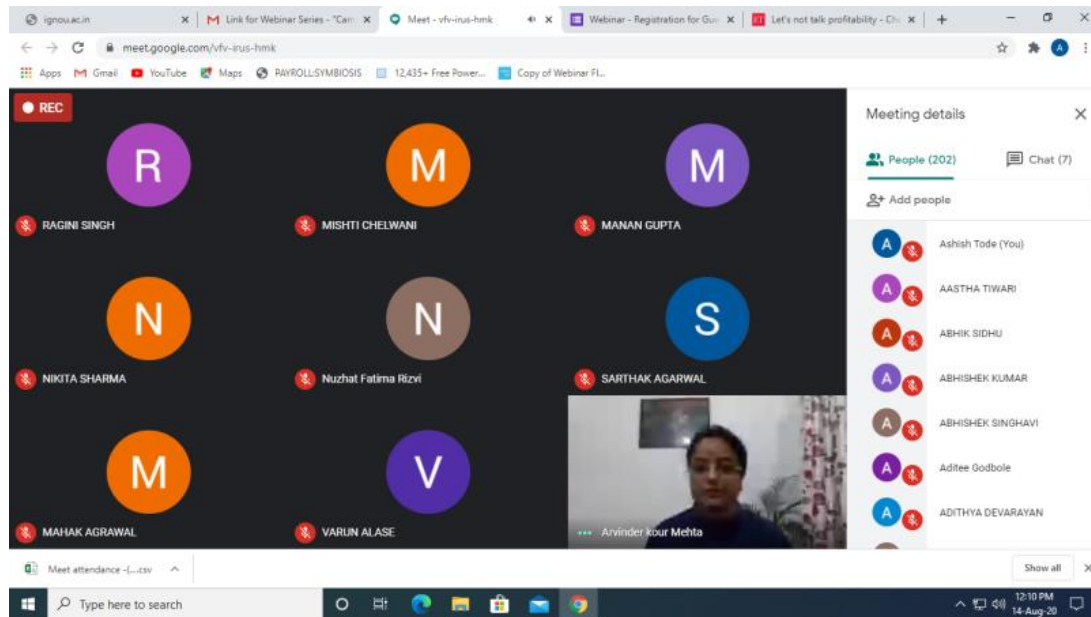 ignou.ac.in
Link for Webinar Series - "Carr
Meet - vfv-irus-hmk
Webinar - Registration for Gue
Let's not talk profitability - Chi
meet.google.com/vfv-irus-hmk
Apps
Gmail
YouTube
Maps
PAYROLL:SYMBIOSIS
12,435+ Free Power...
Copy of Webinar Fl...
A
REC
R
RAGINI SINGH
M
MISHTI CHELWANI
M
MANAN GUPTA
N
NIKITA SHARMA
N
Nuzhat Fatima Rizvi
S
SARTHAK AGARWAL
M
MAHAK AGRAWAL
V
VARUN ALASE
Arvinder kour Mehta
Meeting details
People (202)
Chat (7)
Add people
A
Ashish Tode (You)
A
AASTHA TIWARI
A
ABHIK SIDHU
A
ABHISHEK KUMAR
A
ABHISHEK SINGHAVI
A
Aditee Godbole
A
ADITHYA DEVARAYAN
Meet attendance -[....csv
Show all
Type here to search
12:10 PM
14-Aug-20